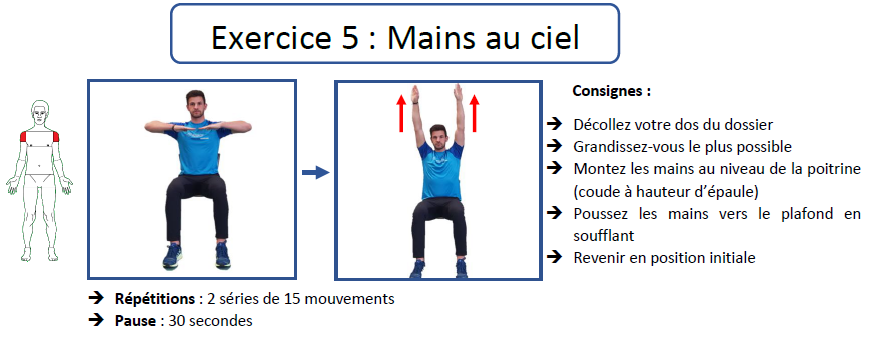 Exercice 5 : Mains au ciel
Consignes :
➔ Décollez votre dos du dossier
➔ Grandissez-vous le plus possible
➔ Montez les mains au niveau de la poitrine
(coude à hauteur d’épaule)
➔ Poussez les mains vers le plafond en
soufflant
➔ Revenir en position initiale
➔ Répétitions : 2 séries de 15 mouvements
➔ Pause : 30 secondes